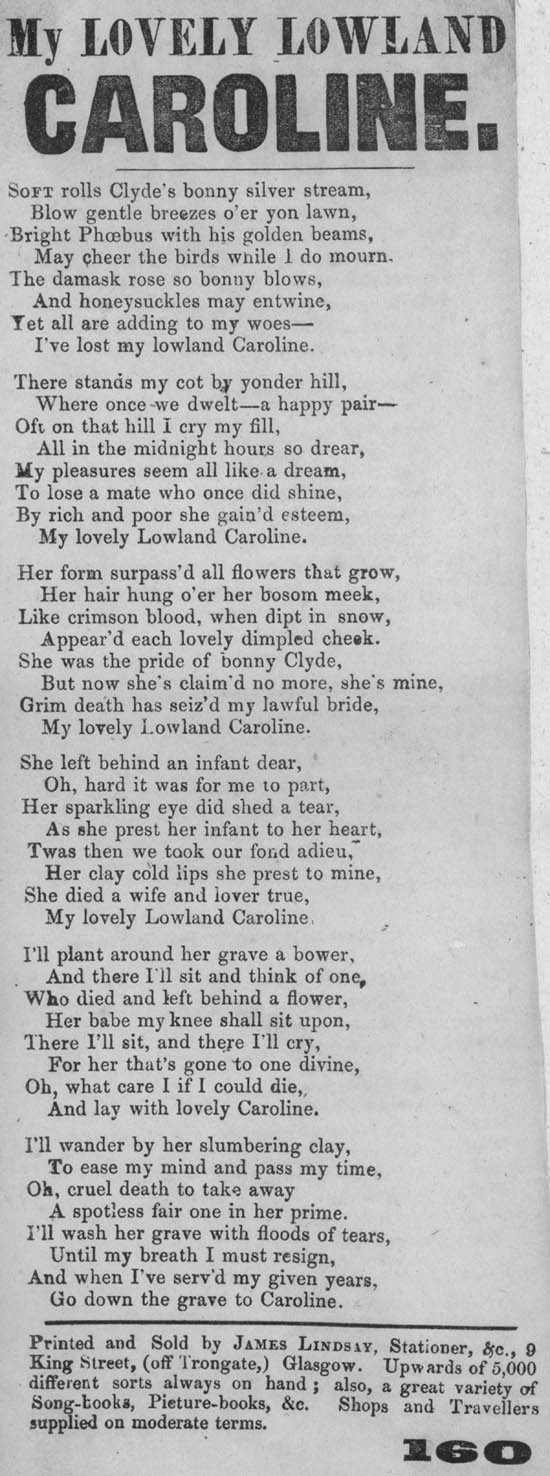 My LOVELY LOWLAND
CAROLINE.
SOFT rolls Clyde's bonny silver stream,
Blow gentle breezes o'er yon lawn,
Bright Phœbus with his golden beams,
May cheer the birds while I do mourn.
The damask rose so bonny blows,
And honeysuckles may entwine,
Yet all are adding to my woes—
I've lost my lowland Caroline.
There stands my cot by yonder hill,
Where once we dwelt—a happy pair—
Oft on that hill I cry my fill,
All in the midnight hours so drear,
My pleasures seem all like a dream,
To lose a mate who once did shine,
By rich and poor she gain'd esteem,
My lovely Lowland Caroline.
Her form surpass'd all flowers that grow,
Her hair hung o'er her bosom meek,
Like crimson blood, when dipt in snow,
Appear'd each lovely dimpled cheek.
She was the pride of bonny Clyde,
But now she's claim'd no more, she's mine,
Grim death has seiz'd my lawful bride,
My lovely Lowland Caroline.
She left behind an infant dear,
Oh, hard it was for me to part,
Her sparkling eye did shed a tear,
As she prest her infant to her heart,
Twas then we took our fond adieu,
Her clay cold lips she prest to mine,
She died a wife and lover true,
My lovely Lowland Caroline.
I'll plant around her grave a bower,
And there I'll sit and think of one,
Who died and left behind a flower,
Her babe my knee shall sit upon,
There I'll sit, and there I'll cry,
For her that's gone to one divine,
Oh, what care I if I could die,
And lay with lovely Caroline.
I'll wander by her slumbering clay,
To ease my mind and pass my time,
Oh, cruel death to take away
A spotless fair one in her prime.
I'll wash her grave with floods of tears,
Until my breath I must resign,
And when I've serv'd my given years,
Go down the grave to Caroline.
Printed and Sold by JAMES LINDSAY, Stationer, &c., 9
King Street, (off Trongate,) Glasgow. Upwards of 5,000
different sorts always on hand; also, a great variety of
Song-books, Picture-books, &c. Shops and Travellers
supplied on moderate terms.
160